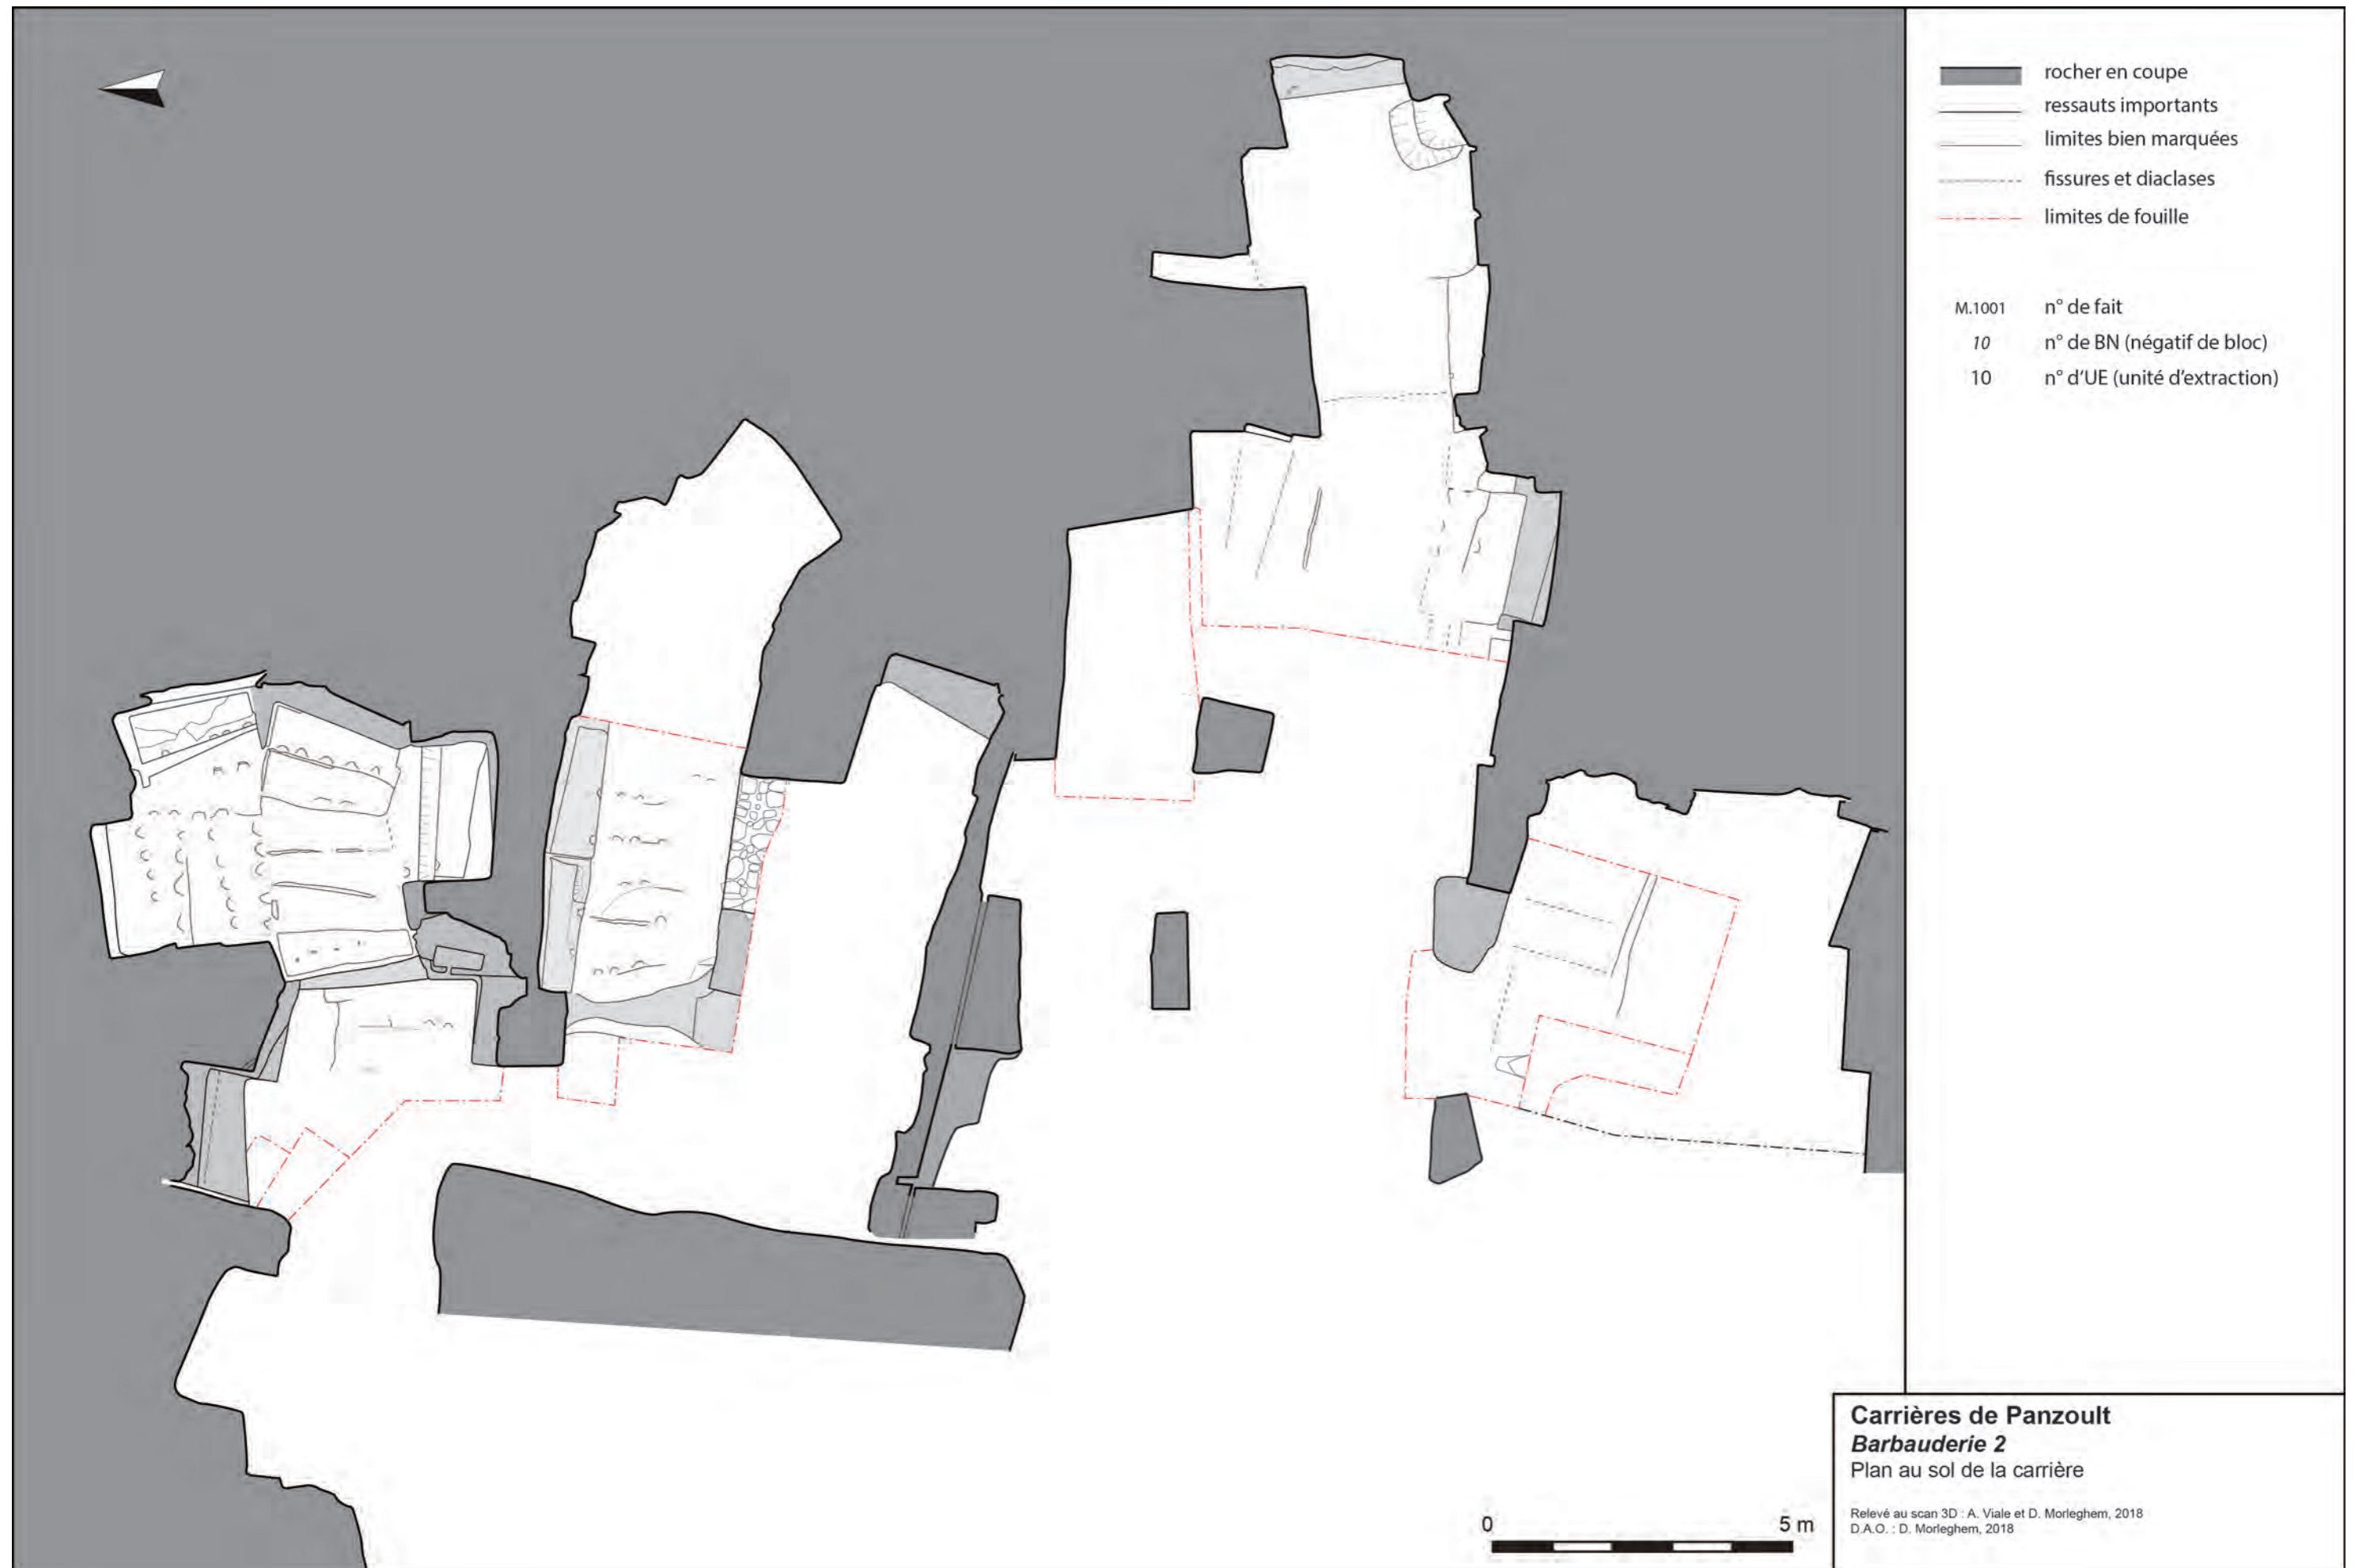 rocher en coupe
ressauts importants
limites bien marquées
fissures et diaclases
limites de fouille
M.1001 n° de fait
10 n° de BN (négatif de bloc)
10 n° d'UE (unité d'extraction)
0 5 m
Carrières de Panzoult
Barbauderie 2
Plan au sol de la carrière
Relevé au scan 3D : A. Viale et D. Morleghem, 2018
D.A.O. : D. Morleghem, 2018